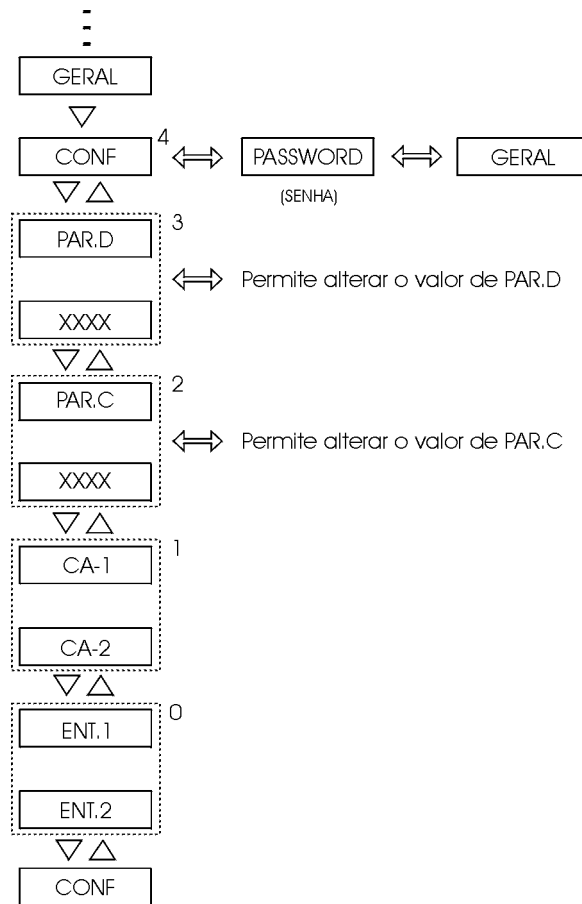 GERAL
CONF 4 PASSWORD GERAL
(SENHA)
3
PAR.D
Permite alterar o valor de PAR.D
XXXX
2
PAR.C
Permite alterar o valor de PAR.C
XXXX
1
CA-1
CA-2
0
ENT.1
ENT.2
CONF